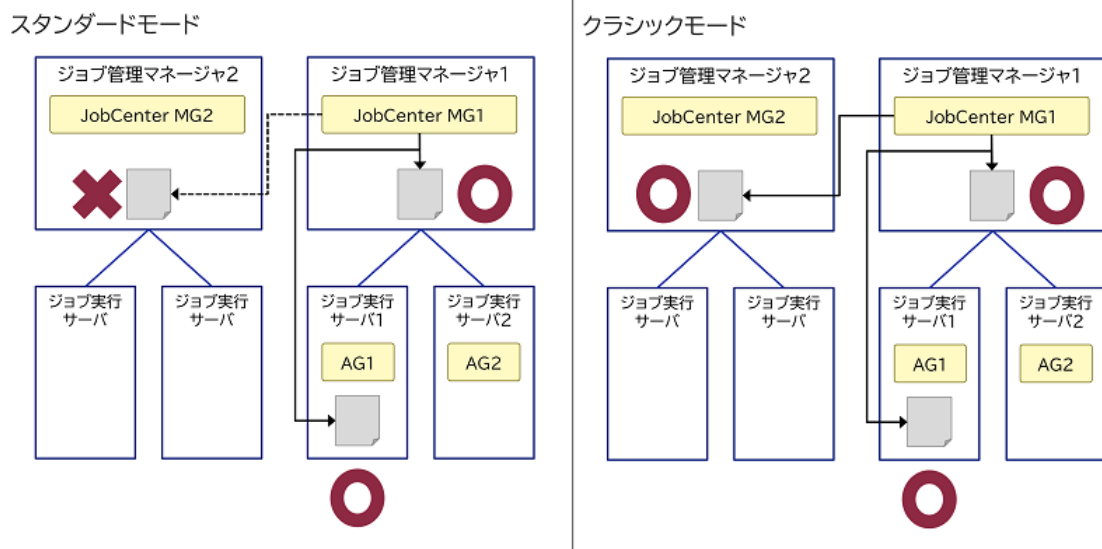 スタンダードモード
ジョブ管理マネージャ2
JobCenter MG2
ジョブ管理マネージャ1
JobCenter MG1
ジョブ実行
サーバ
ジョブ実行
サーバ
ジョブ実行
サーバ1
AG1
ジョブ実行
サーバ2
AG2
クラシックモード
ジョブ管理マネージャ2
JobCenter MG2
ジョブ管理マネージャ1
JobCenter MG1
ジョブ実行
サーバ
ジョブ実行
サーバ
ジョブ実行
サーバ1
AG1
ジョブ実行
サーバ2
AG2